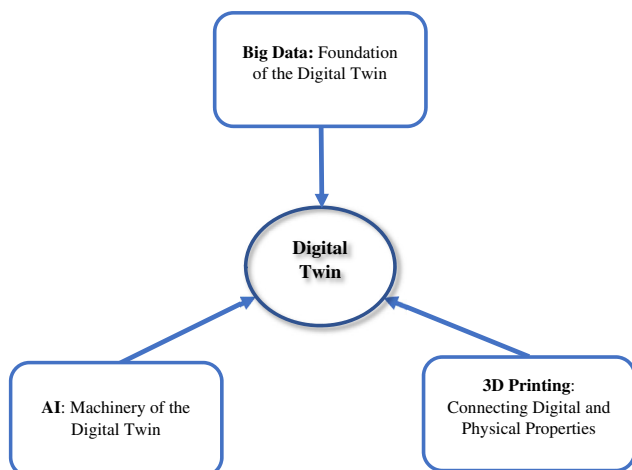 Big Data: Foundation
of the Digital Twin
Digital
Twin
AI: Machinery of the
Digital Twin
3D Printing:
Connecting Digital and
Physical Properties